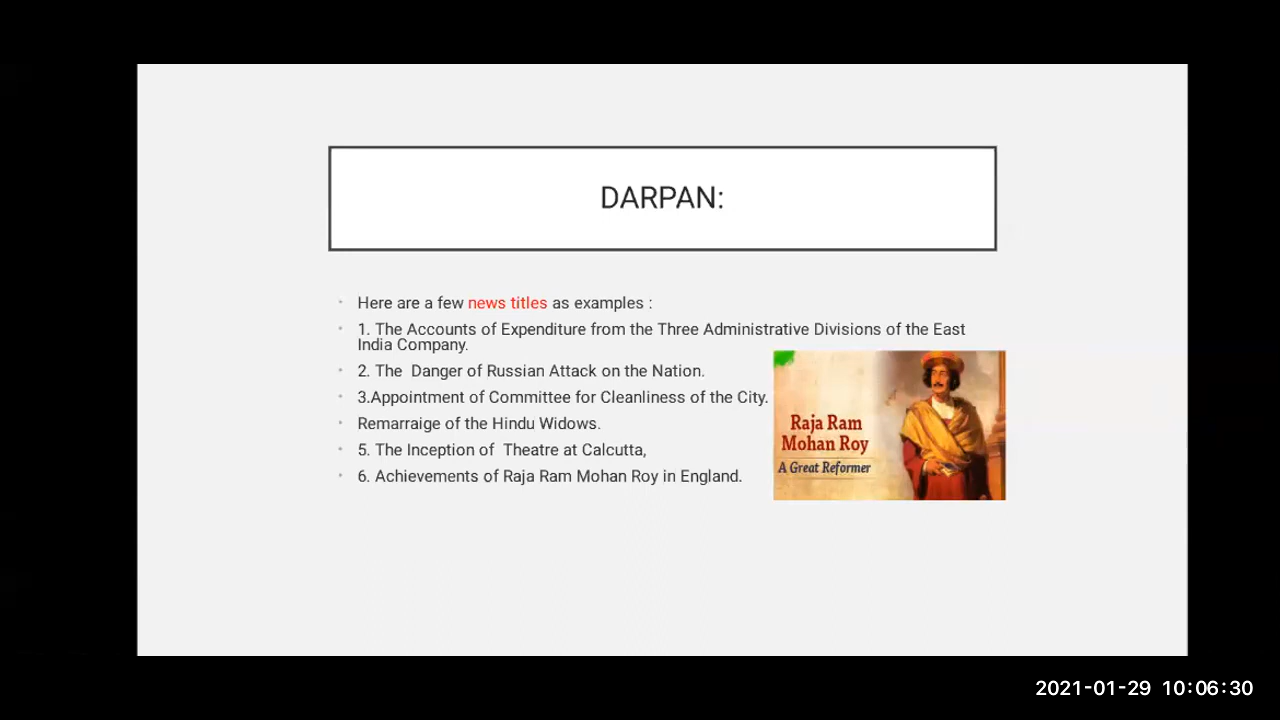 DARPAN:
Here are a few news titles as examples :
1. The Accounts of Expenditure from the Three Administrative Divisions of the East
India Company.
2. The  Danger of Russian Attack on the Nation.
3.Appointment of Committee for Cleanliness of the City.
Remarraige of the Hindu Widows.
5. The Inception of  Theatre at Calcutta,
6. Achievements of Raja Ram Mohan Roy in England.
Raja Ram
Mohan Roy
A Great Reformer
2021-01-29 10:06:30